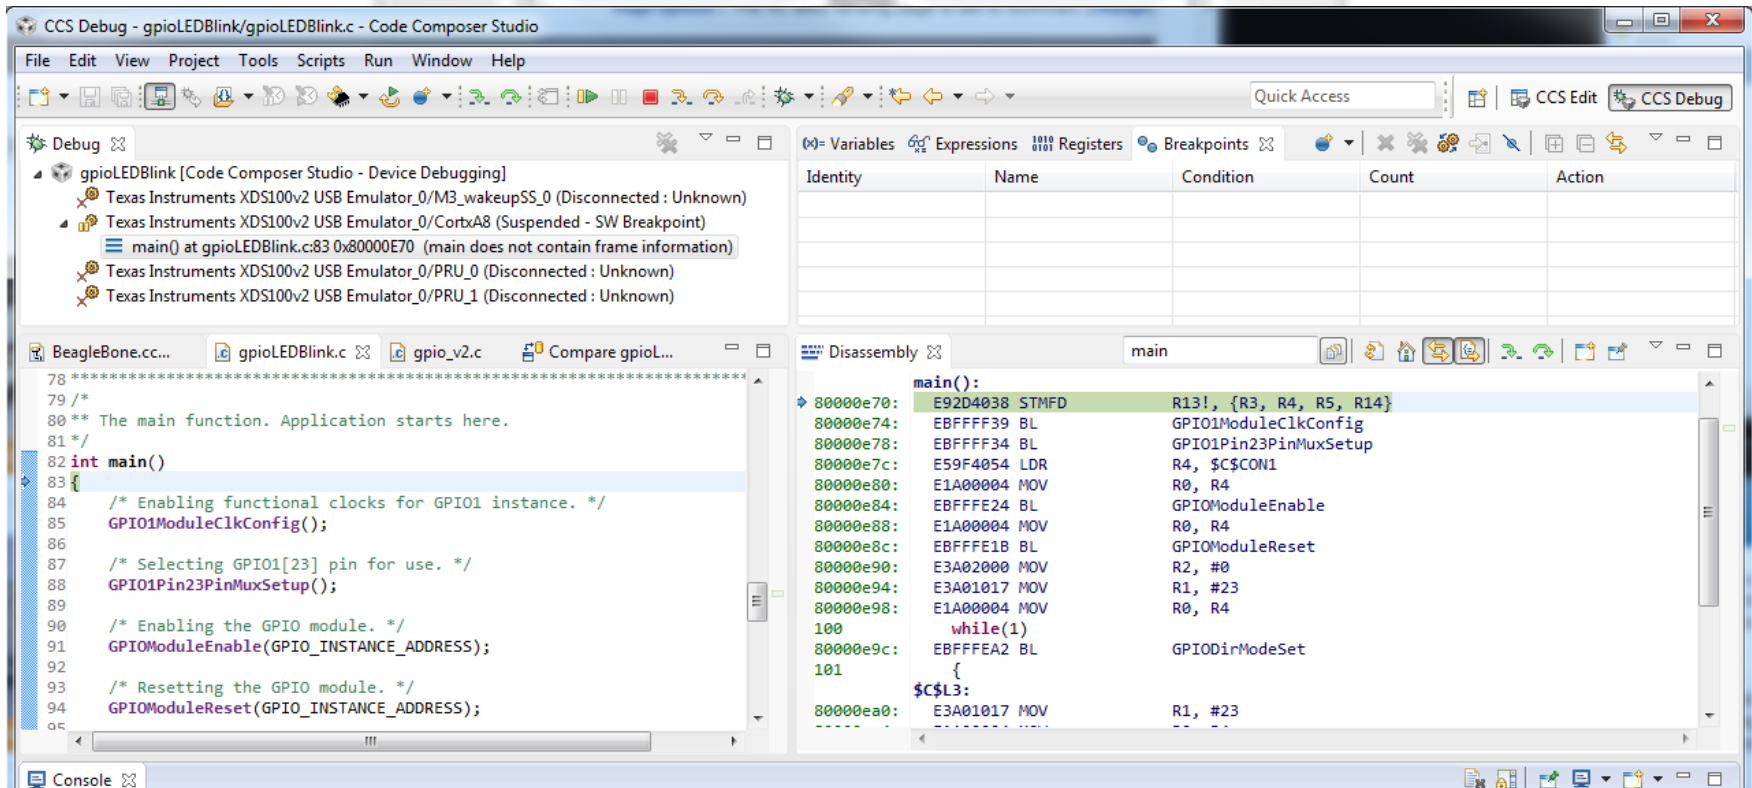 CCS Debug - gpioLEDBlink/gpioLEDBlink.c - Code Composer Studio
File Edit View Project Tools Scripts Run Window Help
Quick Access
CCS Edit
CCS Debug
Debug
gpioLEDBlink [Code Composer Studio - Device Debugging]
Texas Instruments XDS100v2 USB Emulator_0/M3_wakeupSS_0 (Disconnected : Unknown)
Texas Instruments XDS100v2 USB Emulator_0/CortxA8 (Suspended - SW Breakpoint)
main() at gpioLEDBlink.c:83 0x80000E70 (main does not contain frame information)
Texas Instruments XDS100v2 USB Emulator_0/PRU_0 (Disconnected : Unknown)
Texas Instruments XDS100v2 USB Emulator_0/PRU_1 (Disconnected : Unknown)
(x)= Variables Expressions 1010 0101 Registers Breakpoints
Identity Name Condition Count Action
BeagleBone.cc... gpioLEDBlink.c gpio_v2.c Compare gpioL...
78 ***********************************************************************
79 /*
80 ** The main function. Application starts here.
81 */
82 int main()
83 {
84 /* Enabling functional clocks for GPIO1 instance. */
85 GPIO1ModuleClkConfig();
86
87 /* Selecting GPIO1[23] pin for use. */
88 GPIO1Pin23PinMuxSetup();
89
90 /* Enabling the GPIO module. */
91 GPIOModuleEnable(GPIO_INSTANCE_ADDRESS);
92
93 /* Resetting the GPIO module. */
94 GPIOModuleReset(GPIO_INSTANCE_ADDRESS);
95
Disassembly
main
main():
80000e70: E92D4038 STMFD R13!, {R3, R4, R5, R14}
80000e74: EBFFFF39 BL GPIO1ModuleClkConfig
80000e78: EBFFFF34 BL GPIO1Pin23PinMuxSetup
80000e7c: E59F4054 LDR R4, $C$CON1
80000e80: E1A00004 MOV R0, R4
80000e84: EBFFFE24 BL GPIOModuleEnable
80000e88: E1A00004 MOV R0, R4
80000e8c: EBFFFE1B BL GPIOModuleReset
80000e90: E3A02000 MOV R2, #0
80000e94: E3A01017 MOV R1, #23
80000e98: E1A00004 MOV R0, R4
100 while(1)
80000e9c: EBFFFEA2 BL GPIODirModeSet
101 {
$C$L3:
80000ea0: E3A01017 MOV R1, #23
Console